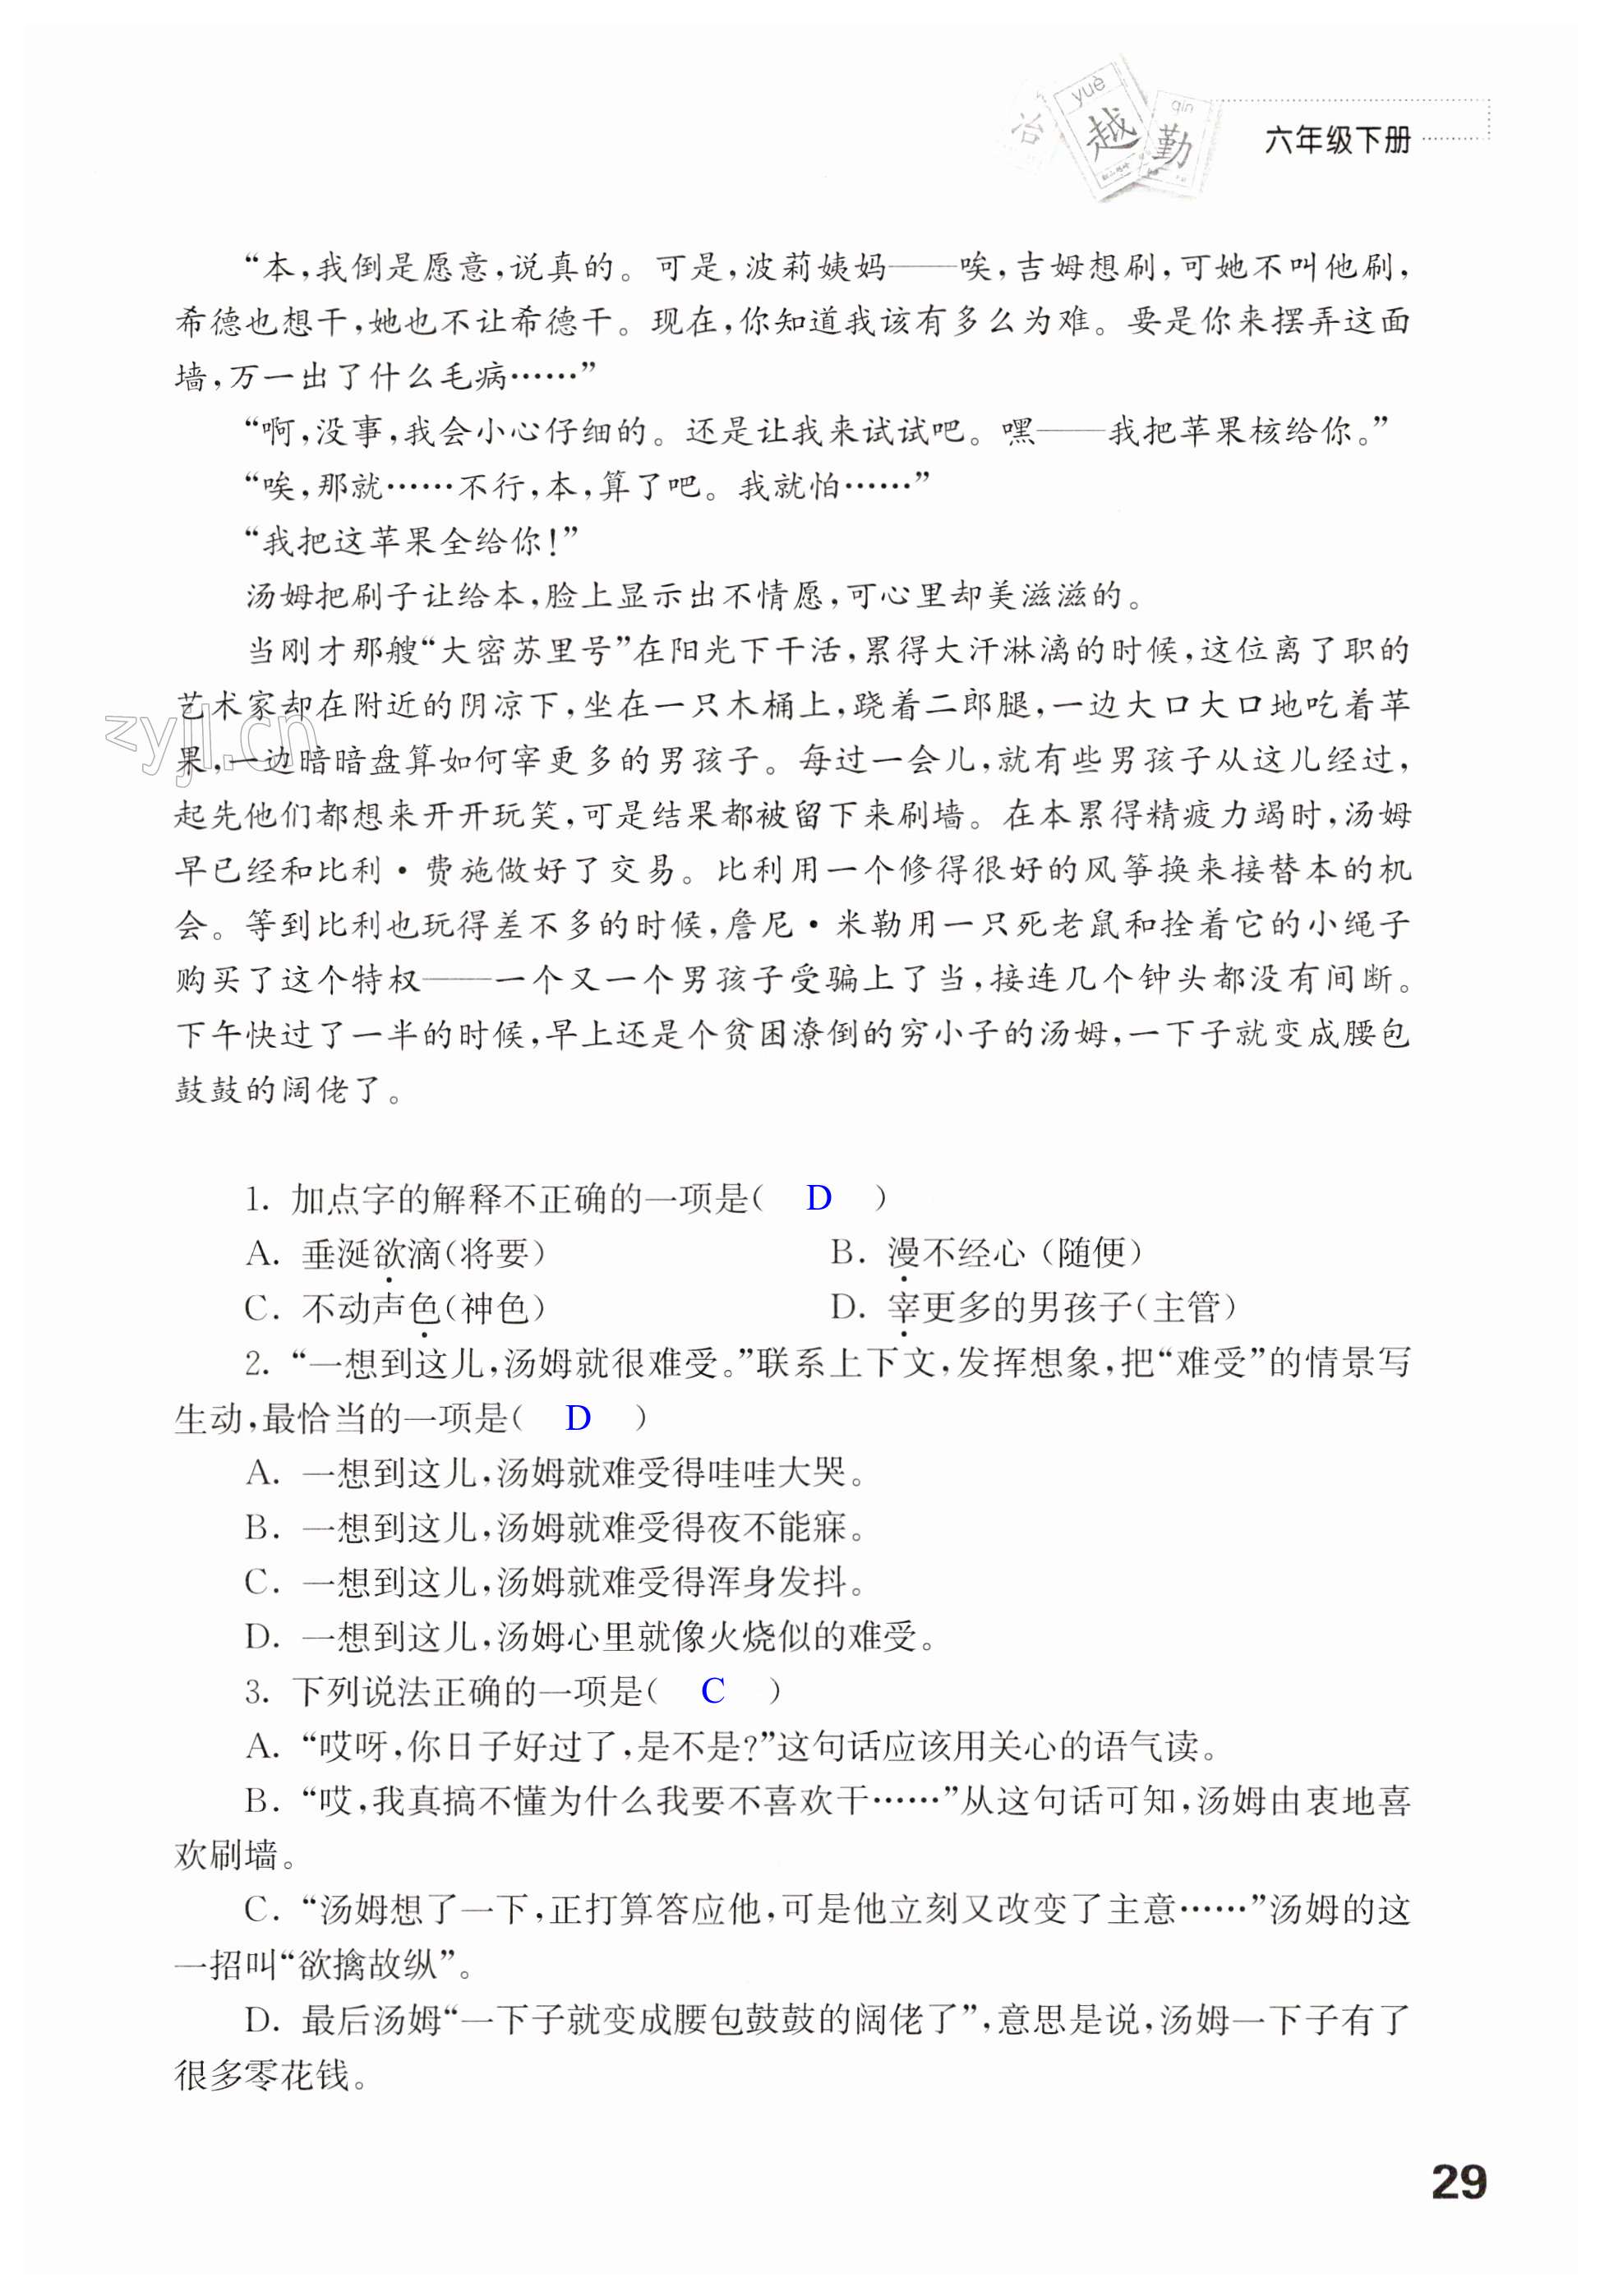 yuè
qín
冶
越
勤
六年级下册
“本，我倒是愿意，说真的。可是，波莉姨妈——唉，吉姆想刷，可她不叫他刷，
希德也想干，她也不让希德干。现在，你知道我该有多么为难。要是你来摆弄这面
墙，万一出了什么毛病……”
“啊，没事，我会小心仔细的。还是让我来试试吧。嘿——我把苹果核给你。”
“唉，那就……不行，本，算了吧。我就怕……”
“我把这苹果全给你！”
汤姆把刷子让给本，脸上显示出不情愿，可心里却美滋滋的。
当刚才那艘“大密苏里号”在阳光下干活，累得大汗淋漓的时候，这位离了职的
艺术家却在附近的阴凉下，坐在一只木桶上，跷着二郎腿，一边大口大口地吃着苹
果，一边暗暗盘算如何宰更多的男孩子。每过一会儿，就有些男孩子从这儿经过，
起先他们都想来开开玩笑，可是结果都被留下来刷墙。在本累得精疲力竭时，汤姆
早已经和比利·费施做好了交易。比利用一个修得很好的风筝换来接替本的机
会。等到比利也玩得差不多的时候，詹尼·米勒用一只死老鼠和拴着它的小绳子
购买了这个特权——一个又一个男孩子受骗上了当，接连几个钟头都没有间断。
下午快过了一半的时候，早上还是个贫困潦倒的穷小子的汤姆，一下子就变成腰包
鼓鼓的阔佬了。
zyjl.cn
1. 加点字的解释不正确的一项是（ D ）
A. 垂涎欲滴（将要） B. 漫不经心（随便）
C. 不动声色（神色） D. 宰更多的男孩子（主管）
2. “一想到这儿，汤姆就很难受。”联系上下文，发挥想象，把“难受”的情景写
生动，最恰当的一项是（ D ）
A. 一想到这儿，汤姆就难受得哇哇大哭。
B. 一想到这儿，汤姆就难受得夜不能寐。
C. 一想到这儿，汤姆就难受得浑身发抖。
D. 一想到这儿，汤姆心里就像火烧似的难受。
3. 下列说法正确的一项是（ C ）
A. “哎呀，你日子好过了，是不是？”这句话应该用关心的语气读。
B. “哎，我真搞不懂为什么我要不喜欢干……”从这句话可知，汤姆由衷地喜
欢刷墙。
C. “汤姆想了一下，正打算答应他，可是他立刻又改变了主意……”汤姆的这
一招叫“欲擒故纵”。
D. 最后汤姆“一下子就变成腰包鼓鼓的阔佬了”，意思是说，汤姆一下子有了
很多零花钱。
29